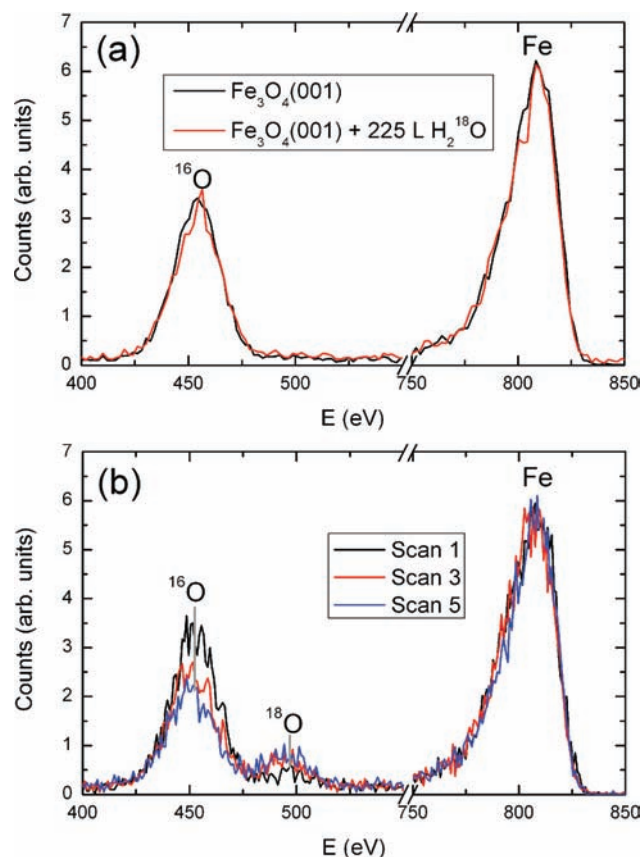 (a)
Fe
Fe₃O₄(001)
Fe₃O₄(001) + 225 L H₂¹⁸O
¹⁶O
Counts (arb. units)
7
6
5
4
3
2
1
0
400 450 500 750 800 850
E (eV)
(b)
Fe
Scan 1
Scan 3
Scan 5
¹⁶O
¹⁸O
Counts (arb. units)
7
6
5
4
3
2
1
0
400 450 500 750 800 850
E (eV)